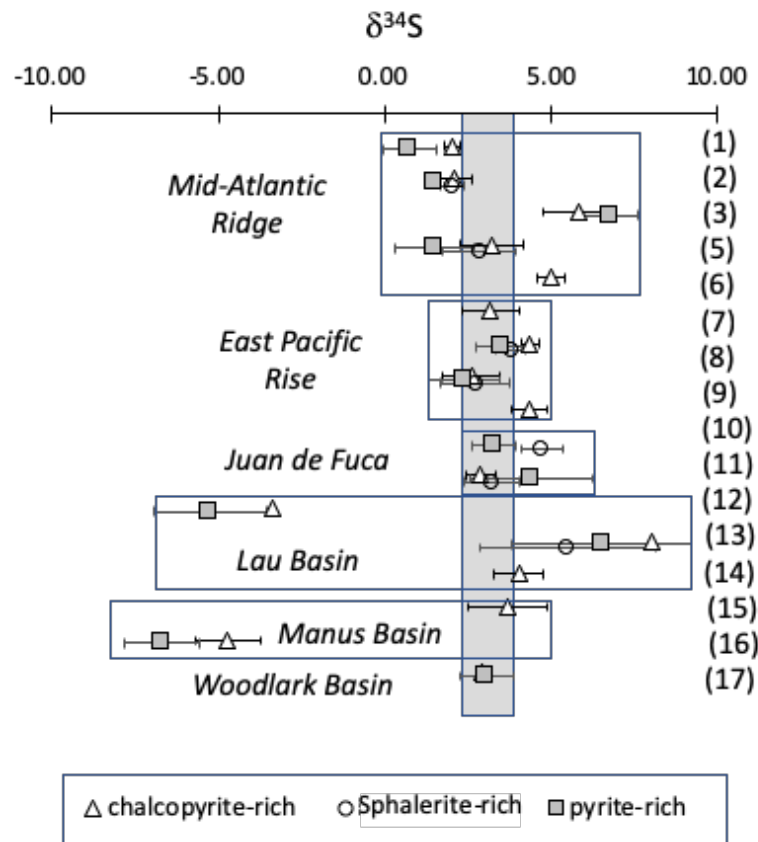 δ³⁴S
-10.00 -5.00 0.00 5.00 10.00
(1)
Mid-Atlantic
Ridge
(2)
(3)
(5)
(6)
(7)
East Pacific
Rise
(8)
(9)
(10)
Juan de Fuca
(11)
(12)
(13)
Lau Basin
(14)
(15)
Manus Basin
(16)
Woodlark Basin
(17)
chalcopyrite-rich Sphalerite-rich pyrite-rich